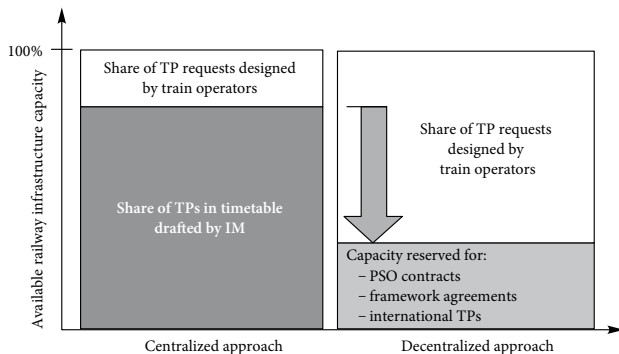 100%
Available railway infrastructure capacity
Share of TP requests designed
by train operators
Share of TPs in timetable
drafted by IM
Share of TP requests
designed by
train operators
Capacity reserved for:
– PSO contracts
– framework agreements
– international TPs
Centralized approach
Decentralized approach